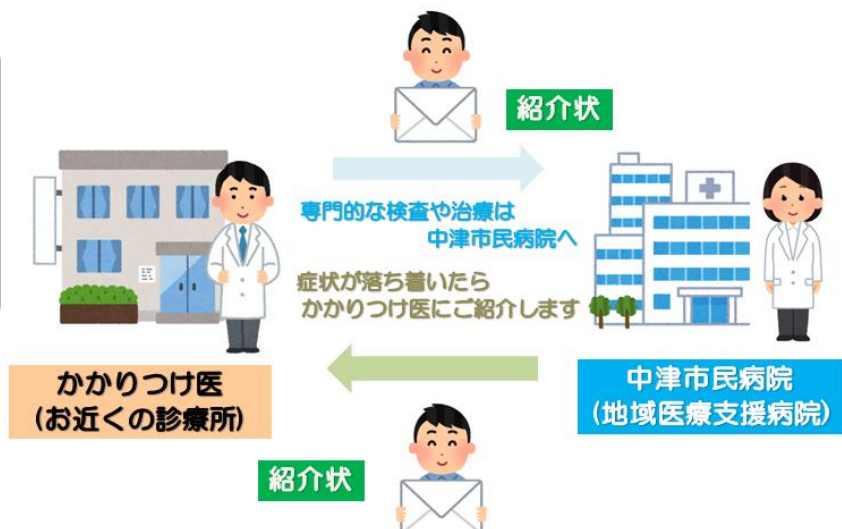 紹介状
専門的な検査や治療は
中津市民病院へ
症状が落ち着いたら
かかりつけ医にご紹介します
かかりつけ医
(お近くの診療所)
中津市民病院
(地域医療支援病院)
紹介状